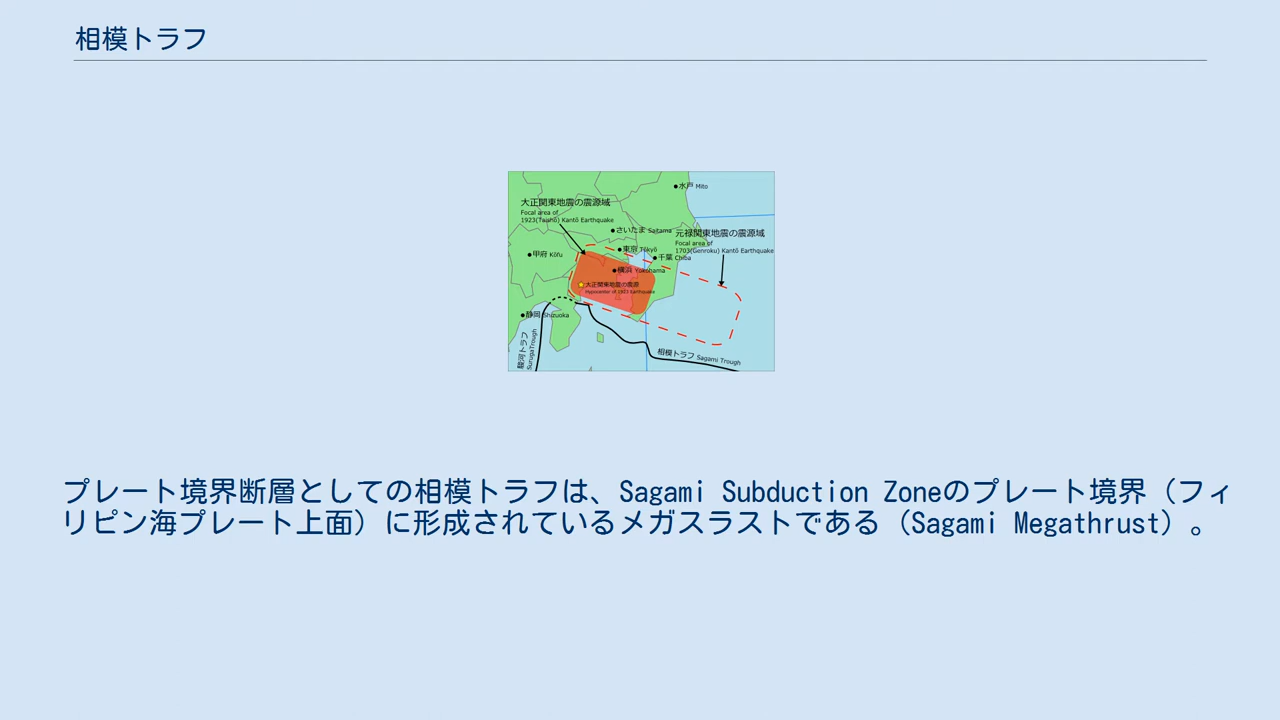 相模トラフ
水戸 Mito
大正関東地震の震源域
Focal area of
1923(Taishō) Kantō Earthquake
さいたま Saitama
元禄関東地震の震源域
Focal area of
1703(Genroku) Kantō Earthquake
東京 Tōkyō
甲府 Kōfu
千葉 Chiba
横浜 Yokohama
大正関東地震の震源
Hypocenter of 1923 Earthquake
静岡 Shizuoka
駿河トラフ
Suruga Trough
相模トラフ Sagami Trough
プレート境界断層としての相模トラフは、Sagami Subduction Zoneのプレート境界（フィ
リピン海プレート上面）に形成されているメガスラストである（Sagami Megathrust）。